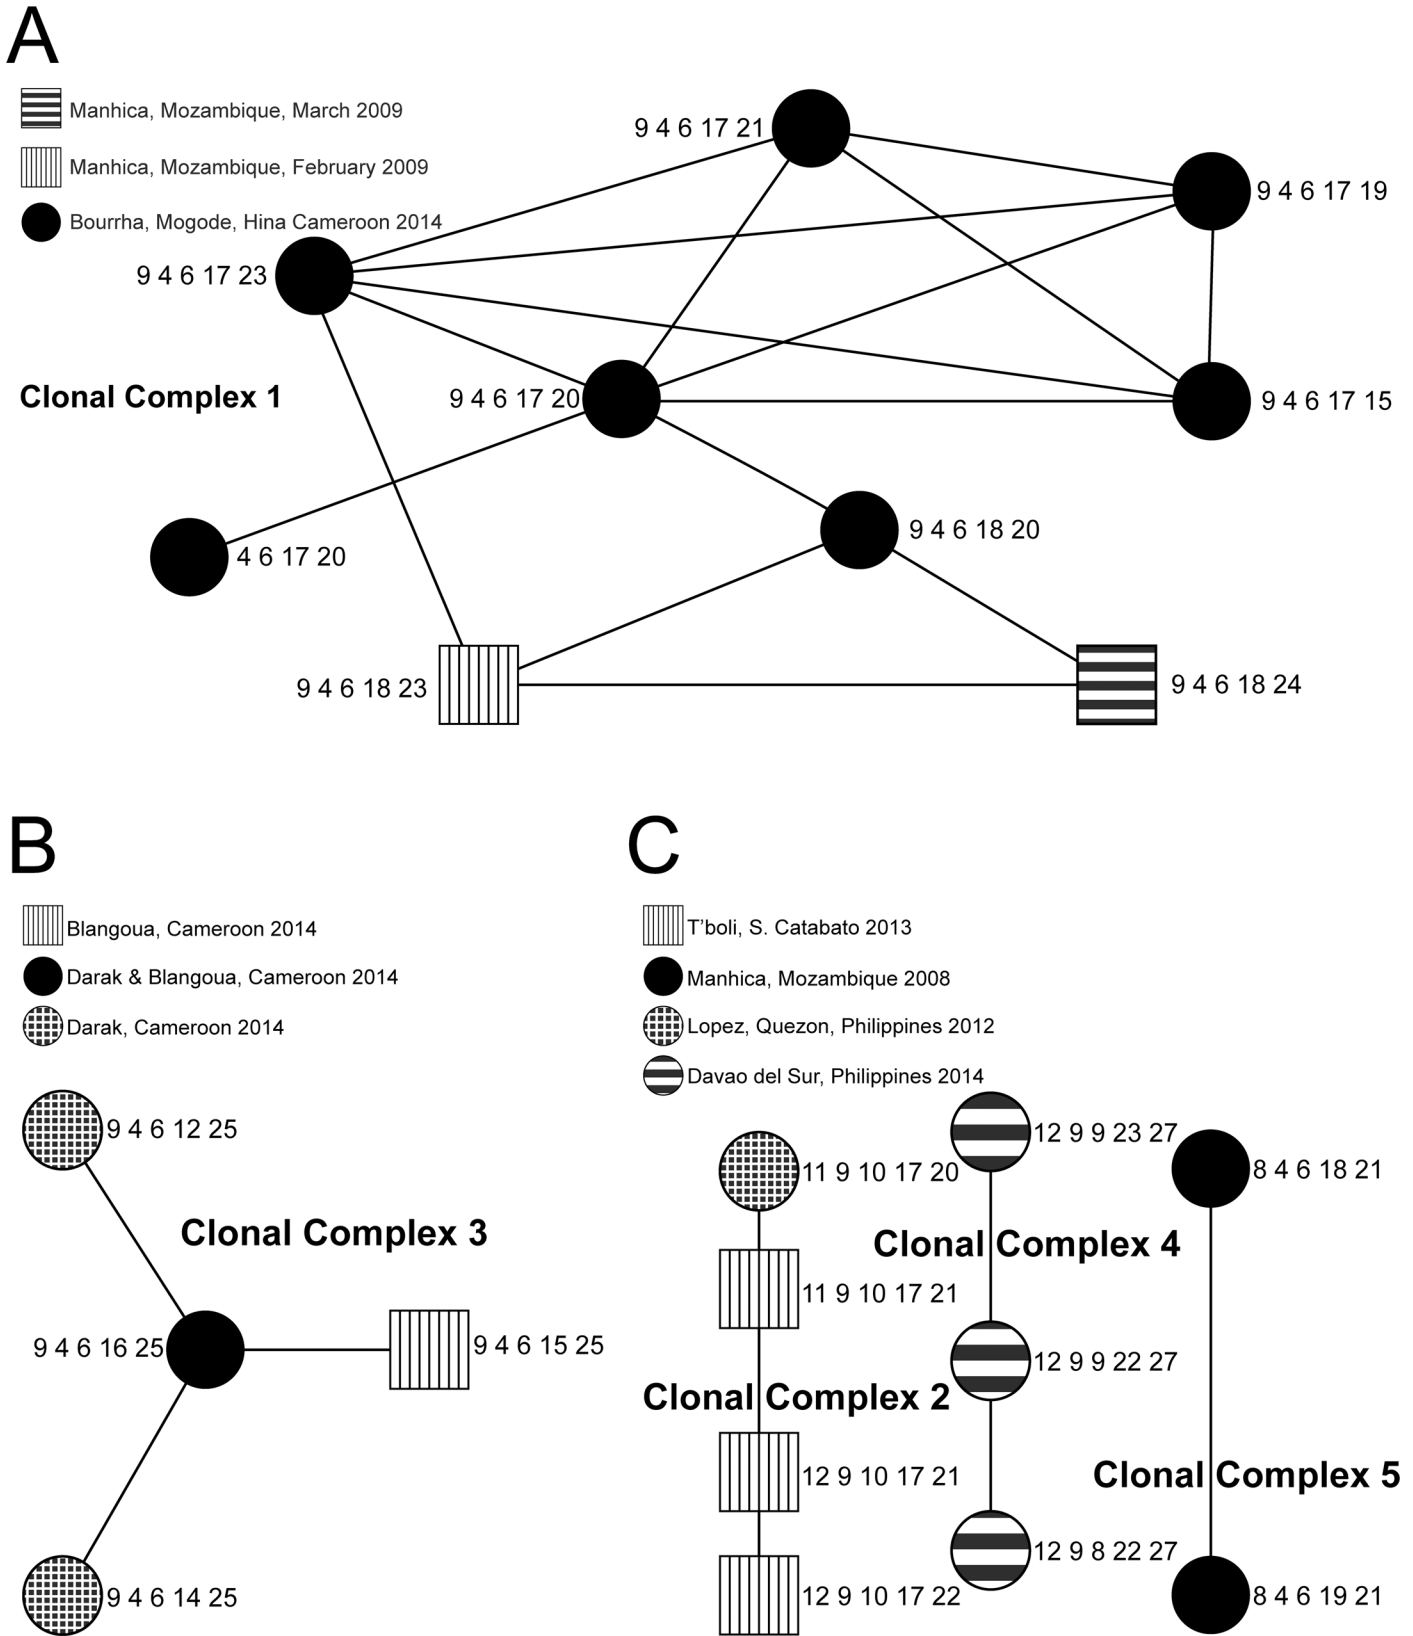 A
Manhica, Mozambique, March 2009
Manhica, Mozambique, February 2009
Bourrha, Mogode, Hina Cameroon 2014
9 4 6 17 21
9 4 6 17 19
9 4 6 17 23
Clonal Complex 1
9 4 6 17 20
9 4 6 17 15
4 6 17 20
9 4 6 18 20
9 4 6 18 23
9 4 6 18 24
B
Blangoua, Cameroon 2014
Darak & Blangoua, Cameroon 2014
Darak, Cameroon 2014
9 4 6 12 25
Clonal Complex 3
9 4 6 16 25
9 4 6 15 25
9 4 6 14 25
C
T'boli, S. Catabato 2013
Manhica, Mozambique 2008
Lopez, Quezon, Philippines 2012
Davao del Sur, Philippines 2014
11 9 10 17 20
11 9 10 17 21
Clonal Complex 2
12 9 10 17 21
12 9 10 17 22
12 9 9 23 27
Clonal Complex 4
12 9 9 22 27
12 9 8 22 27
8 4 6 18 21
Clonal Complex 5
8 4 6 19 21